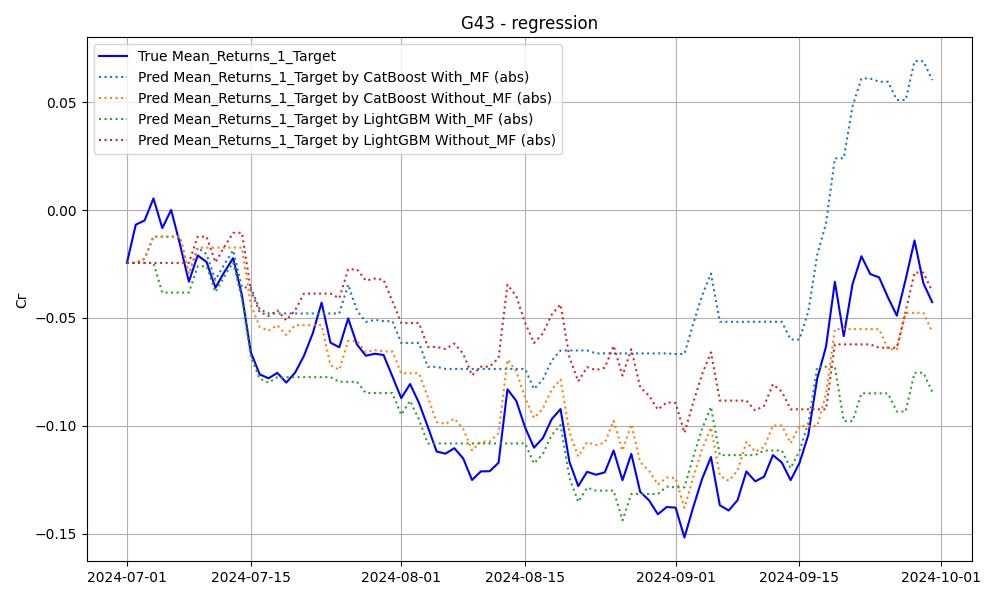 G43 - regression
True Mean_Returns_1_Target
Pred Mean_Returns_1_Target by CatBoost With_MF (abs)
Pred Mean_Returns_1_Target by CatBoost Without_MF (abs)
Pred Mean_Returns_1_Target by LightGBM With_MF (abs)
Pred Mean_Returns_1_Target by LightGBM Without_MF (abs)
0.05
0.00
−0.05
−0.10
−0.15
Cr
2024-07-01 2024-07-15 2024-08-01 2024-08-15 2024-09-01 2024-09-15 2024-10-01